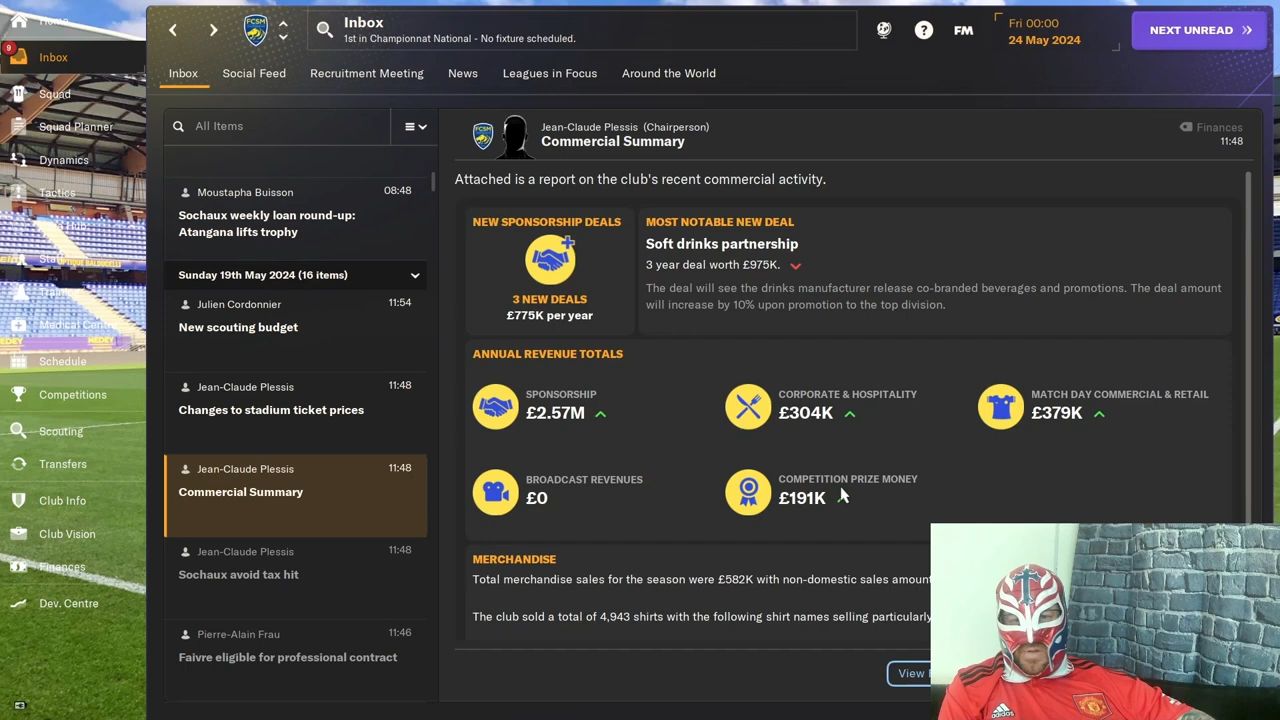 Home
9
Inbox
Squad
Squad Planner
Dynamics
Tactics
Medical Centre
Schedule
Competitions
Scouting
Transfers
Club Info
Club Vision
Finances
Dev. Centre
FCSM
Inbox
1st in Championnat National - No fixture scheduled.
?
FM
Fri 00:00
24 May 2024
NEXT UNREAD
Inbox
Social Feed
Recruitment Meeting
News
Leagues in Focus
Around the World
All Items
Moustapha Buisson
08:48
Sochaux weekly loan round-up:
Atangana lifts trophy
Sunday 19th May 2024 (16 items)
Julien Cordonnier
11:54
New scouting budget
Jean-Claude Plessis
11:48
Changes to stadium ticket prices
Jean-Claude Plessis
11:48
Commercial Summary
Jean-Claude Plessis
11:48
Sochaux avoid tax hit
Pierre-Alain Frau
11:46
Faivre eligible for professional contract
FCSM
Jean-Claude Plessis (Chairperson)
Commercial Summary
Finances
11:48
Attached is a report on the club's recent commercial activity.
NEW SPONSORSHIP DEALS
3 NEW DEALS
£775K per year
MOST NOTABLE NEW DEAL
Soft drinks partnership
3 year deal worth £975K.
The deal will see the drinks manufacturer release co-branded beverages and promotions. The deal amount
will increase by 10% upon promotion to the top division.
ANNUAL REVENUE TOTALS
SPONSORSHIP
£2.57M
CORPORATE & HOSPITALITY
£304K
MATCH DAY COMMERCIAL & RETAIL
£379K
BROADCAST REVENUES
£0
COMPETITION PRIZE MONEY
£191K
MERCHANDISE
Total merchandise sales for the season were £582K with non-domestic sales
The club sold a total of 4,943 shirts with the following shirt names selling particularly
View
adidas